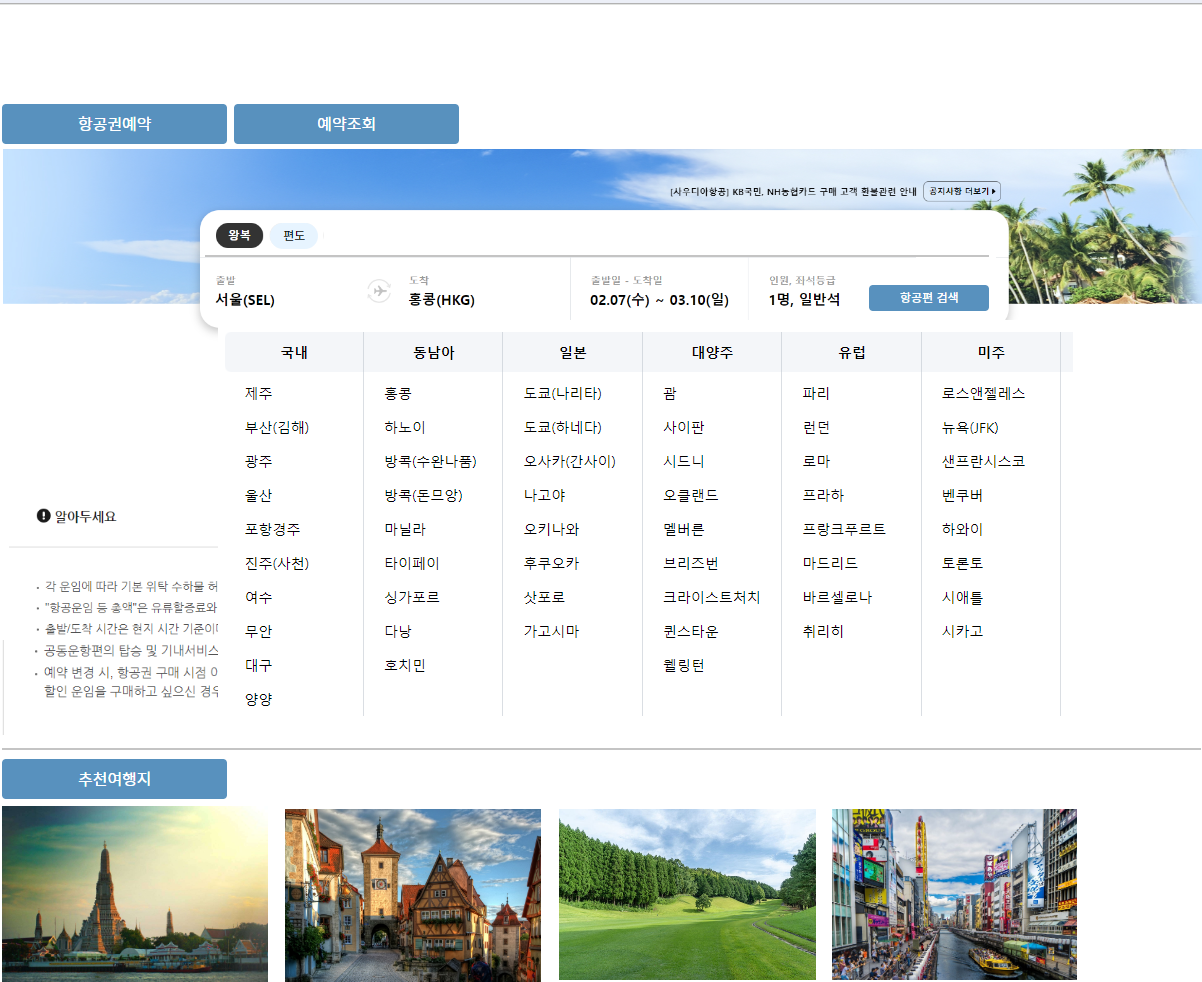 항공권예약 예약조회
[사우디아항공] KB국민, NH농협카드 구매 고객 환불관련 안내 공지사항 더보기
왕복 편도
출발 도착 출발일 - 도착일 인원, 좌석등급
서울(SEL) 홍콩(HKG) 02.07(수) ~ 03.10(일) 1명, 일반석 항공편 검색
국내 동남아 일본 대양주 유럽 미주
제주 홍콩 도쿄(나리타) 괌 파리 로스앤젤레스
부산(김해) 하노이 도쿄(하네다) 사이판 런던 뉴욕(JFK)
광주 방콕(수완나품) 오사카(간사이) 시드니 로마 샌프란시스코
울산 방콕(돈므앙) 나고야 오클랜드 프라하 벤쿠버
포항경주 마닐라 오키나와 멜버른 프랑크푸르트 하와이
진주(사천) 타이페이 후쿠오카 브리즈번 마드리드 토론토
여수 싱가포르 삿포로 크라이스트처치 바르셀로나 시애틀
무안 다낭 가고시마 퀸스타운 취리히 시카고
대구 호치민 웰링턴
양양
알아두세요
· 각 운임에 따라 기본 위탁 수하물 허
· "항공운임 등 총액"은 유류할증료와
· 출발/도착 시간은 현지 시간 기준이
· 공동운항편의 탑승 및 기내서비스
· 예약 변경 시, 항공권 구매 시점 이
할인 운임을 구매하고 싶으신 경우
추천여행지